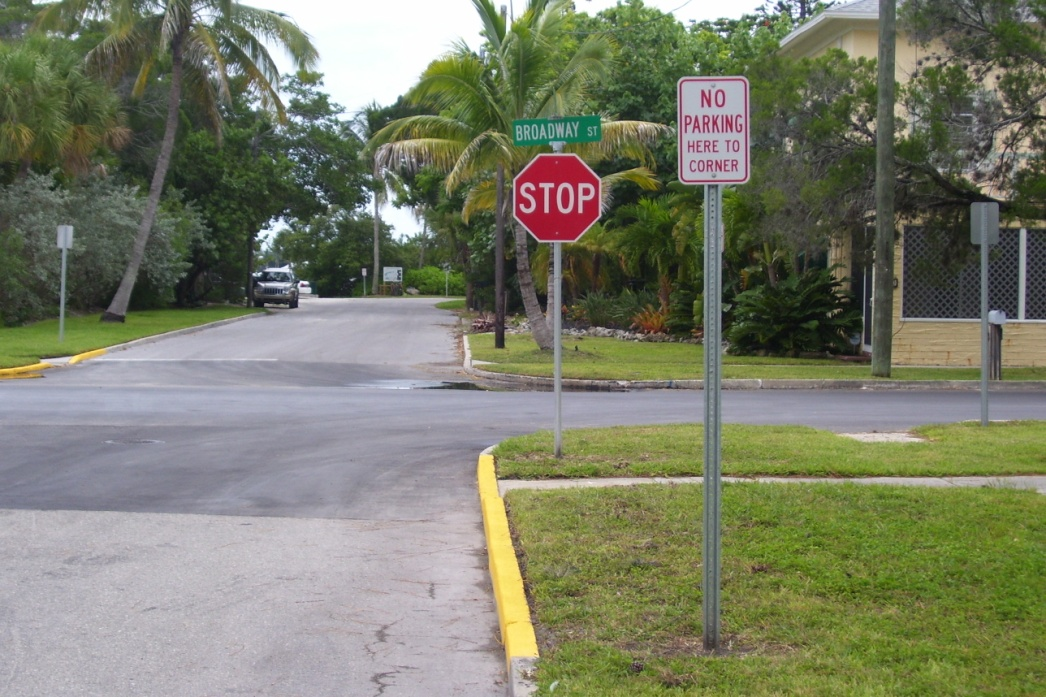 BROADWAY ST
STOP
NO
PARKING
HERE TO
CORNER